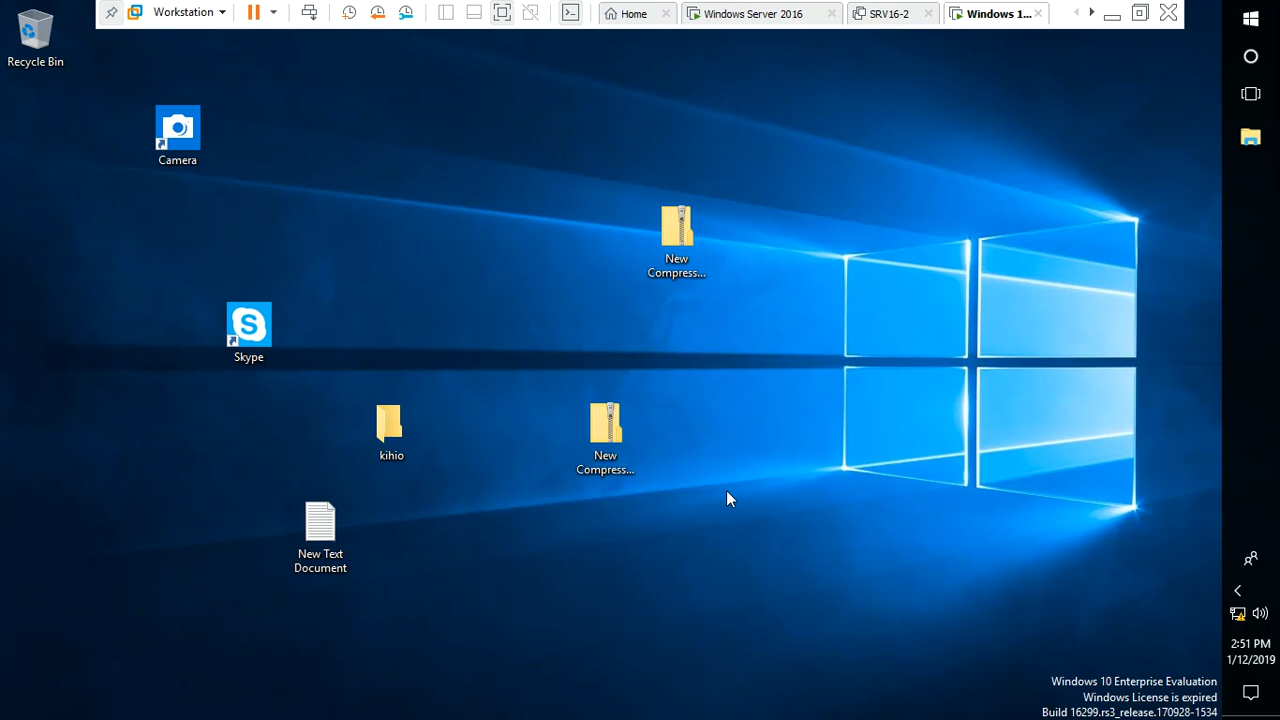 Workstation
Home
Windows Server 2016
SRV16-2
Windows 1...
Recycle Bin
Camera
New
Compress...
Skype
kihio
New
Compress...
New Text
Document
2:51 PM
1/12/2019
Windows 10 Enterprise Evaluation
Windows License is expired
Build 16299.rs3_release.170928-1534